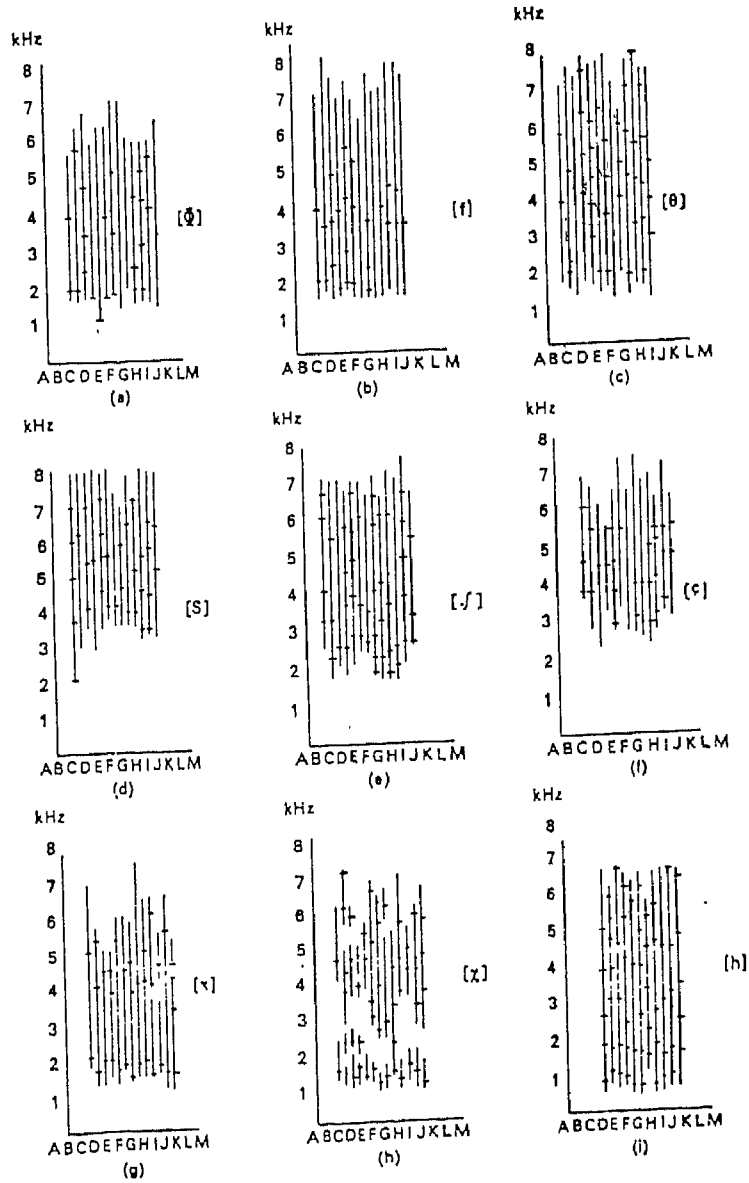 kHz
8
7
6
5
4
3
2
1
[Φ]
ABCDEFGHIJKLM
(a)
kHz
8
7
6
5
4
3
2
1
[f]
ABCDEFGHIJKLM
(b)
kHz
8
7
6
5
4
3
2
1
[θ]
ABCDEFGHIJKLM
(c)
kHz
8
7
6
5
4
3
2
1
[S]
ABCDEFGHIJKLM
(d)
kHz
8
7
6
5
4
3
2
1
[ʃ]
ABCDEFGHIJKLM
(e)
kHz
8
7
6
5
4
3
2
1
[ç]
ABCDEFGHIJKLM
(f)
kHz
8
7
6
5
4
3
2
1
[x]
ABCDEFGHIJKLM
(g)
kHz
8
7
6
5
4
3
2
1
[χ]
ABCDEFGHIJKLM
(h)
kHz
8
7
6
5
4
3
2
1
[h]
ABCDEFGHIJKLM
(i)